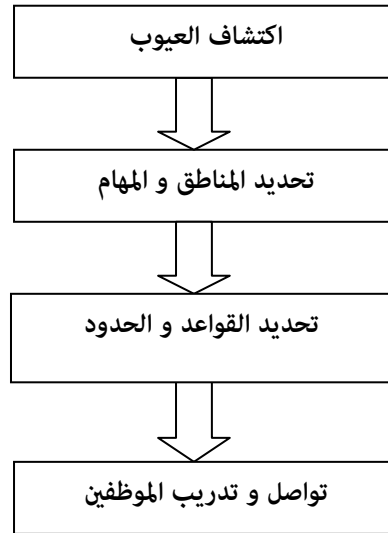 اكتشاف العيوب
تحديد المناطق و المهام
تحديد القواعد و الحدود
تواصل و تدريب الموظفين